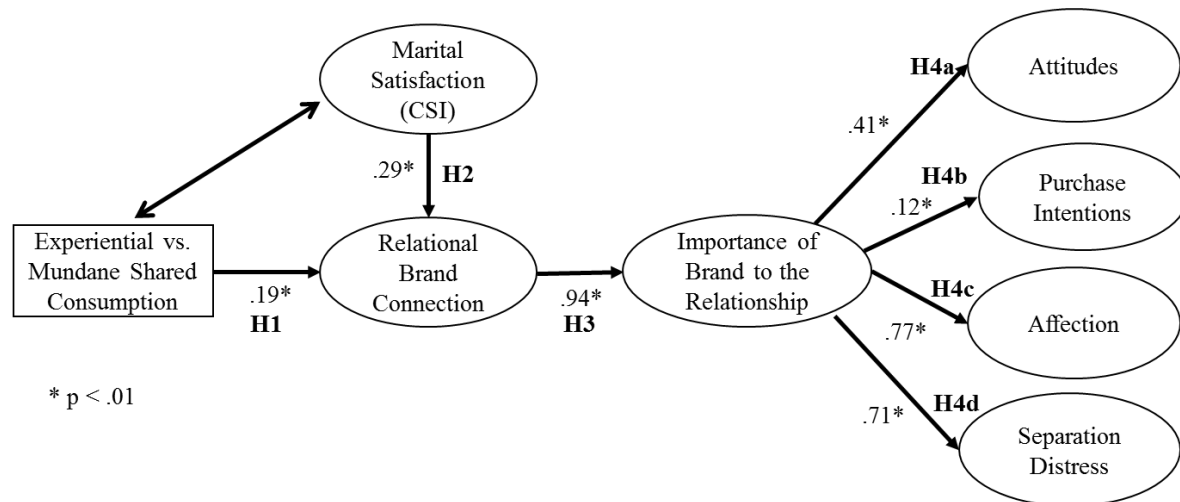 Marital
Satisfaction
(CSI)
H4a
Attitudes
.41*
.29*
H2
H4b
.12*
Purchase
Intentions
Experiential vs.
Mundane Shared
Consumption
.19*
H1
Relational
Brand
Connection
.94*
H3
Importance of
Brand to the
Relationship
H4c
.77*
Affection
* p < .01
H4d
.71*
Separation
Distress